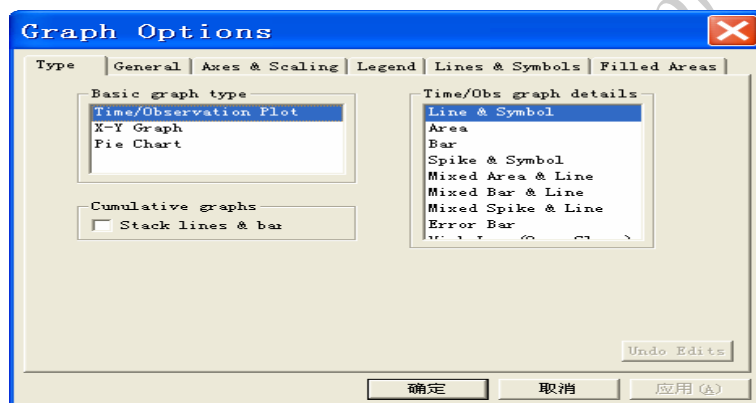 Graph Options
Type General Axes & Scaling Legend Lines & Symbols Filled Areas
Basic graph type
Time/Observation Plot
X-Y Graph
Pie Chart
Cumulative graphs
Stack lines & bar
Time/Obs graph details
Line & Symbol
Area
Bar
Spike & Symbol
Mixed Area & Line
Mixed Bar & Line
Mixed Spike & Line
Error Bar
Undo Edits
确定 取消 应用(A)